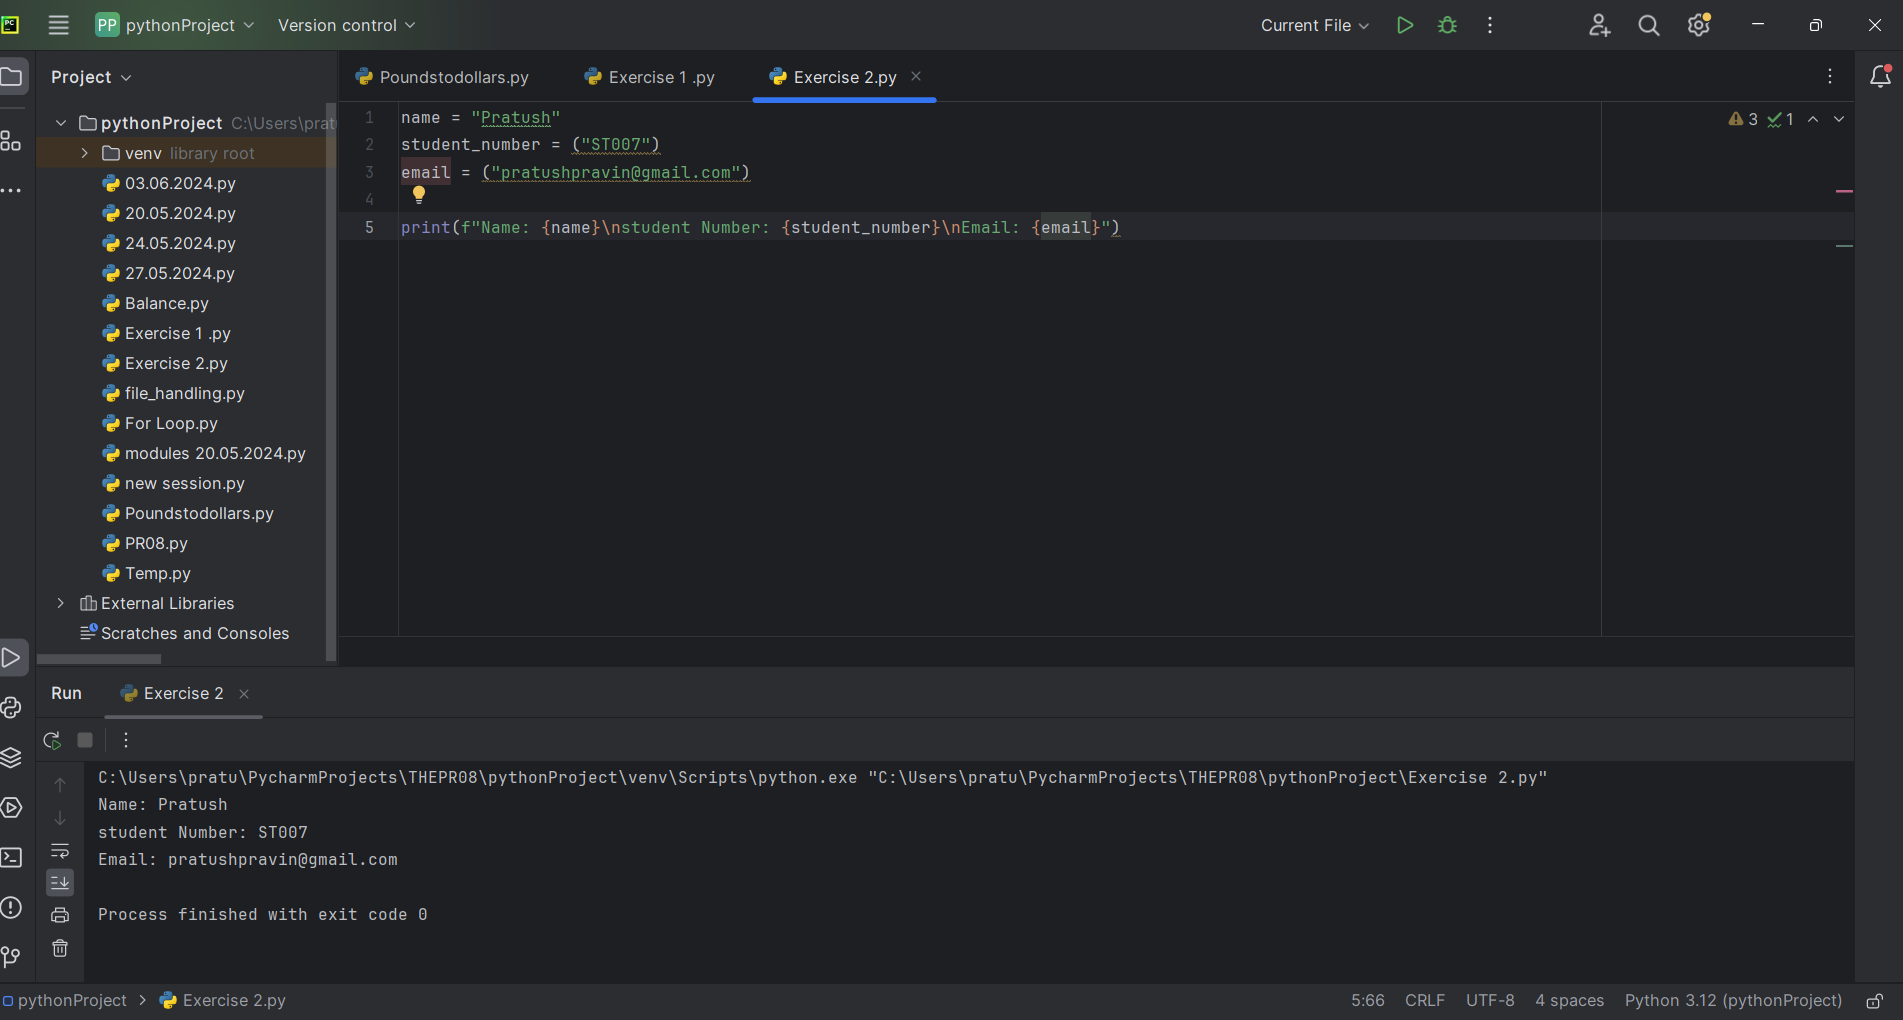 PC
PP pythonProject Version control Current File
Project
Poundstodollars.py Exercise 1 .py Exercise 2.py
pythonProject C:\Users\prat
venv library root
03.06.2024.py
20.05.2024.py
24.05.2024.py
27.05.2024.py
Balance.py
Exercise 1 .py
Exercise 2.py
file_handling.py
For Loop.py
modules 20.05.2024.py
new session.py
Poundstodollars.py
PR08.py
Temp.py
External Libraries
Scratches and Consoles
1 name = "Pratush"
2 student_number = ("ST007")
3 email = ("pratushpravin@gmail.com")
4
5 print(f"Name: {name}\nstudent Number: {student_number}\nEmail: {email}")
3 1
Run Exercise 2
C:\Users\pratu\PycharmProjects\THEPR08\pythonProject\venv\Scripts\python.exe "C:\Users\pratu\PycharmProjects\THEPR08\pythonProject\Exercise 2.py"
Name: Pratush
student Number: ST007
Email: pratushpravin@gmail.com
Process finished with exit code 0
pythonProject Exercise 2.py 5:66 CRLF UTF-8 4 spaces Python 3.12 (pythonProject)